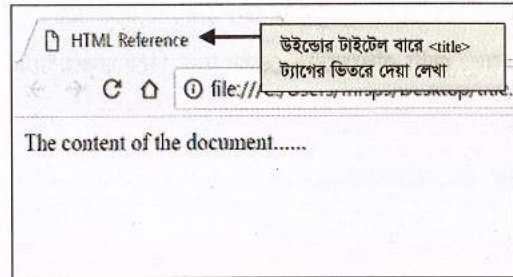 HTML Reference
উইন্ডোর টাইটেল বারে <title>
ট্যাগের ভিতরে দেয়া লেখা
file:///
The content of the document......